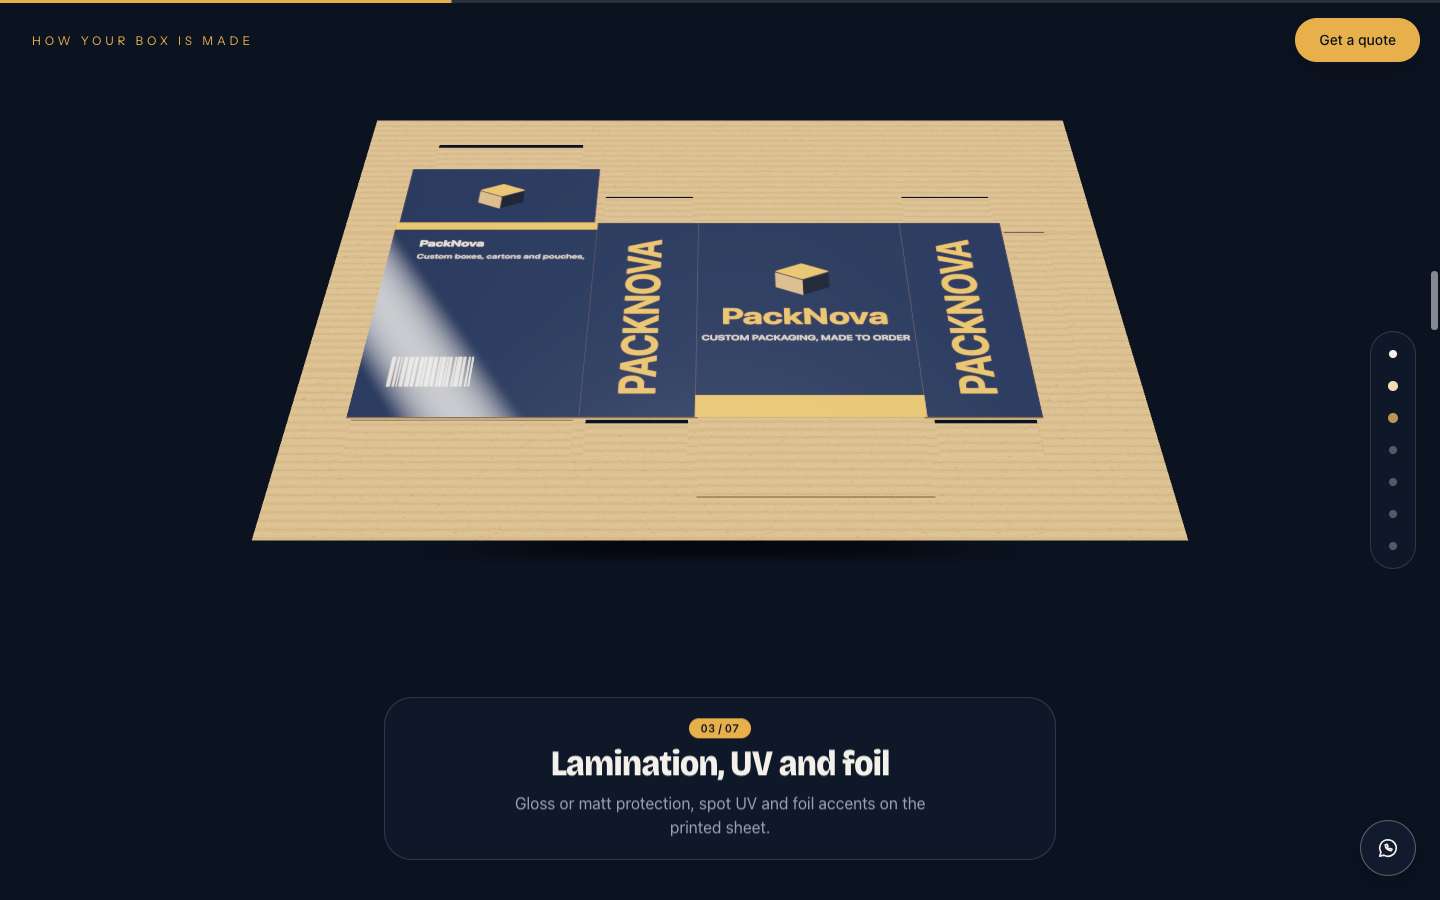 HOW YOUR BOX IS MADE
Get a quote
PackNova
Custom boxes, cartons and pouches,
PACKNOVA
PackNova
CUSTOM PACKAGING, MADE TO ORDER
PACKNOVA
03 / 07
Lamination, UV and foil
Gloss or matt protection, spot UV and foil accents on the
printed sheet.